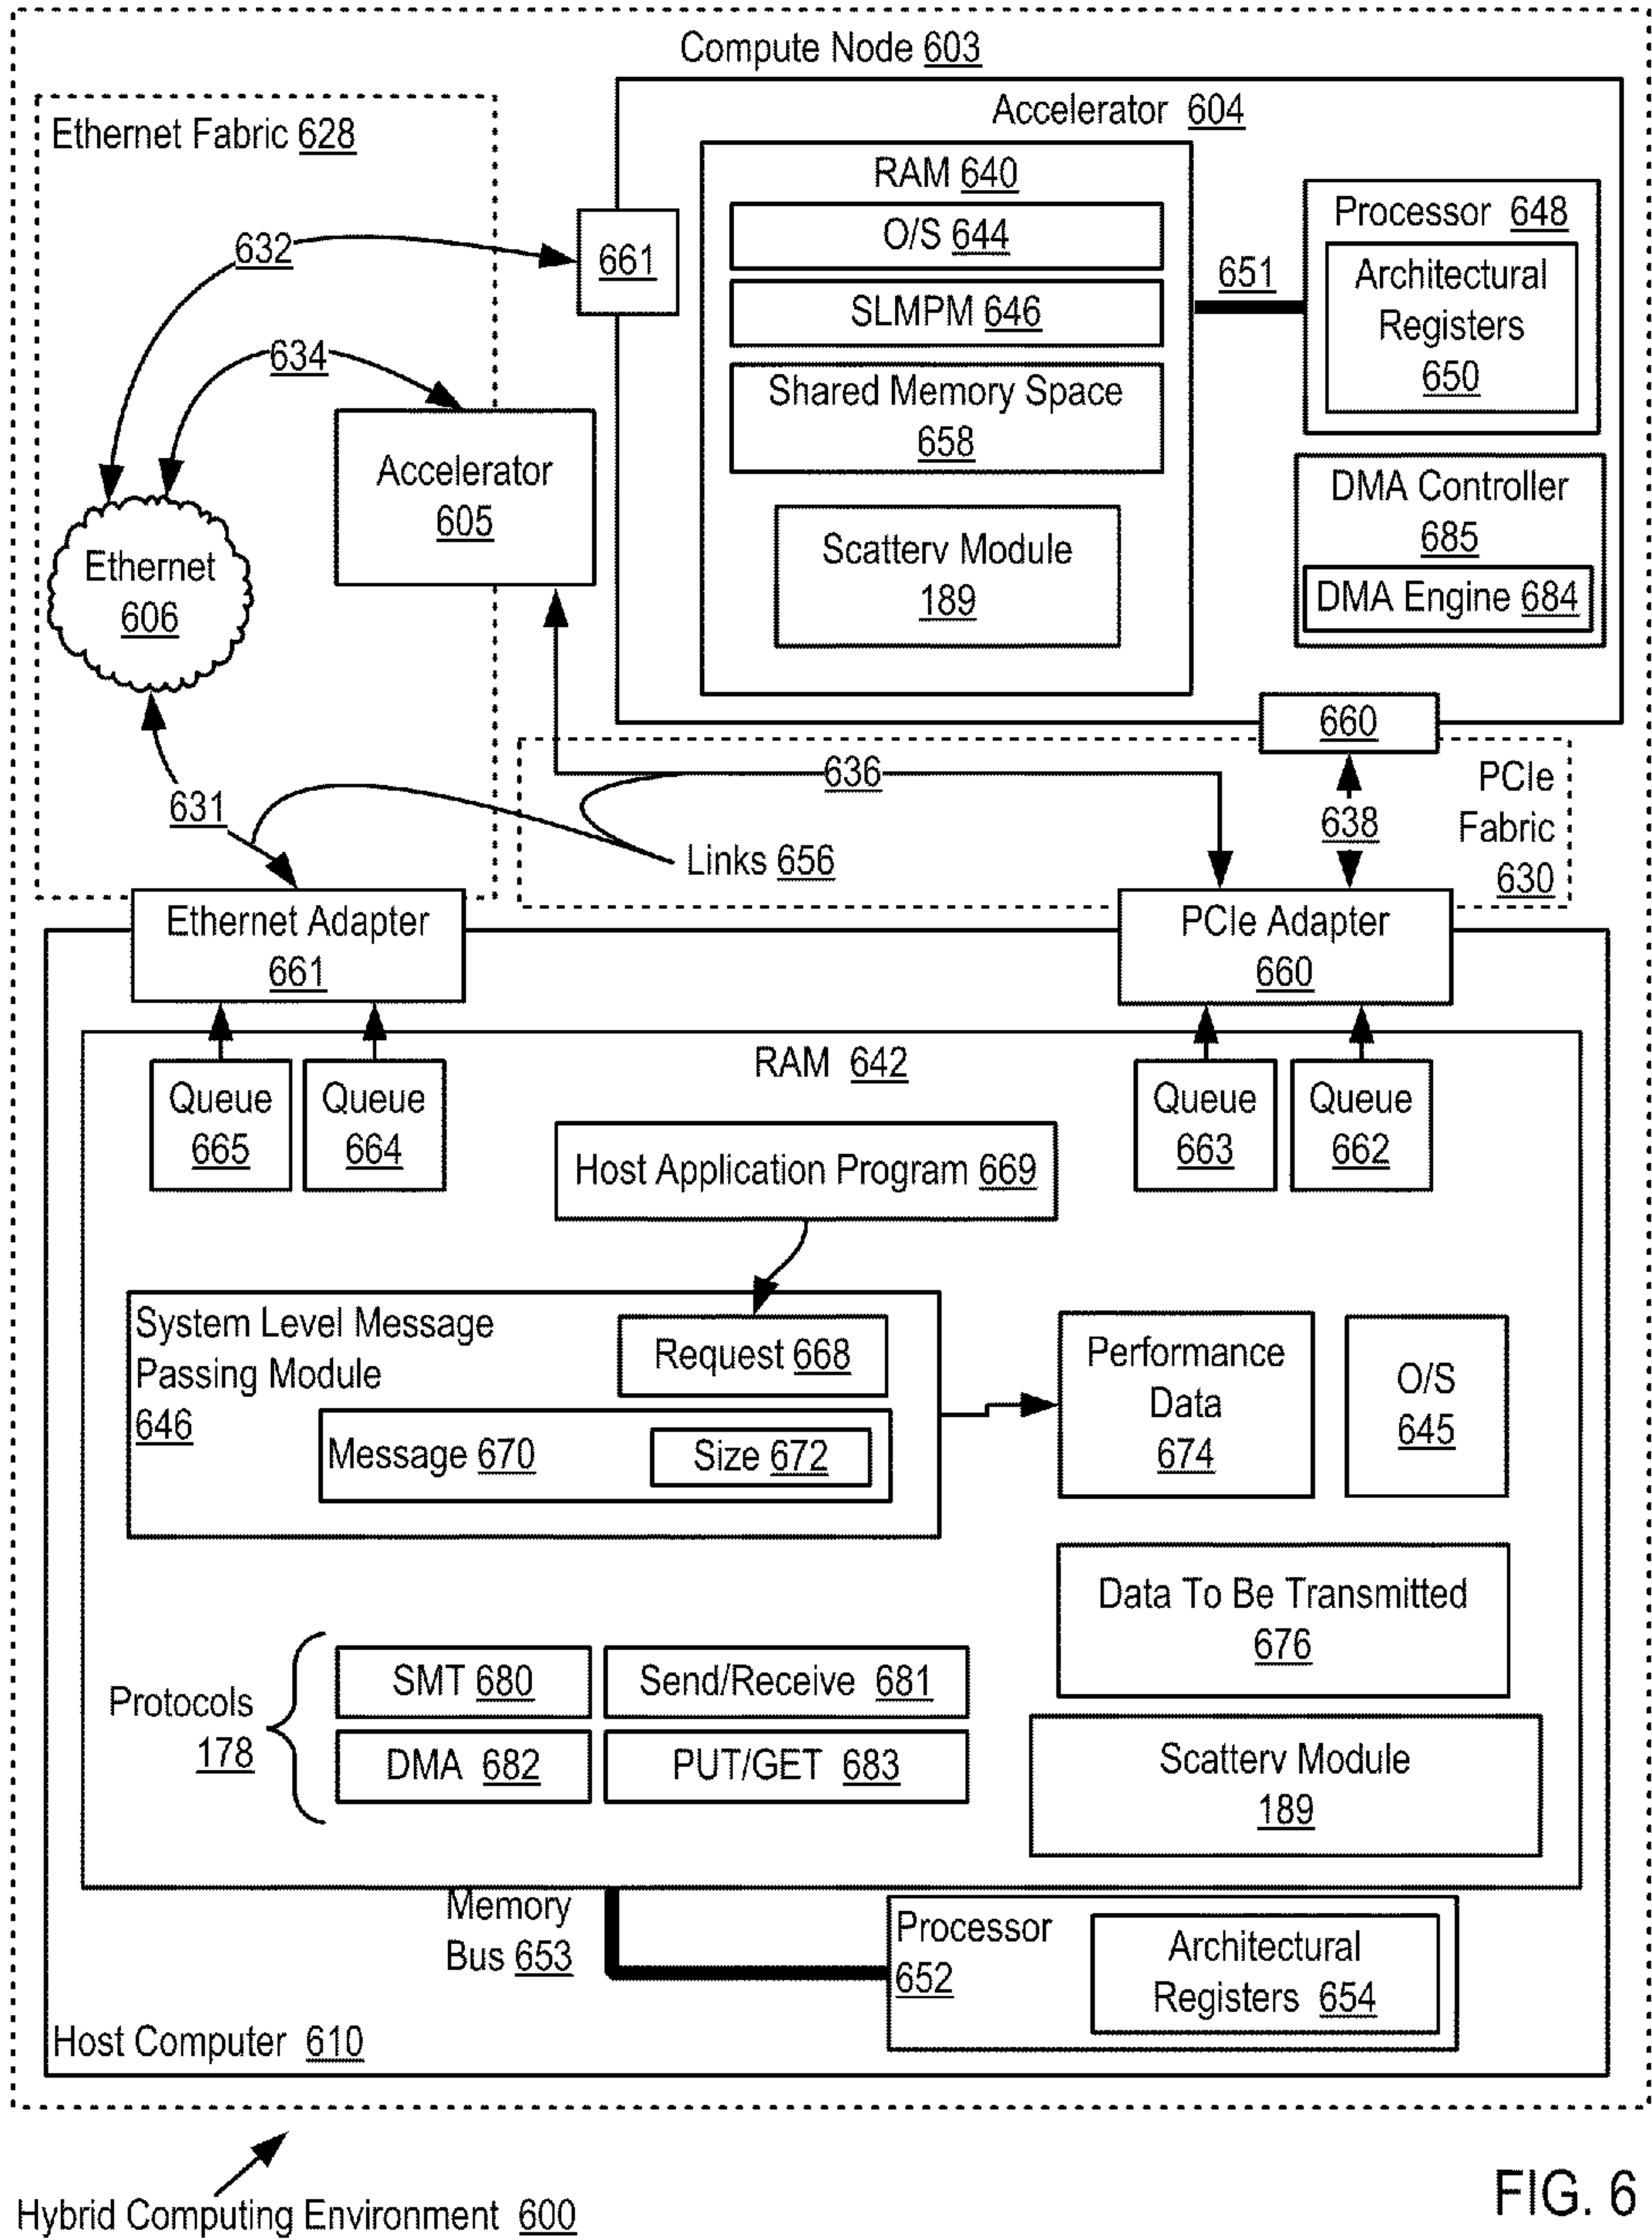 Compute Node 603
Ethernet Fabric 628
Accelerator 604
RAM 640
O/S 644
SLMPM 646
Shared Memory Space
658
Scatterv Module
189
651
Processor 648
Architectural
Registers
650
DMA Controller
685
DMA Engine 684
632
661
634
Accelerator
605
Ethernet
606
660
636
638
PCIe
Fabric
630
631
Links 656
Ethernet Adapter
661
PCIe Adapter
660
RAM 642
Queue
665
Queue
664
Queue
663
Queue
662
Host Application Program 669
System Level Message
Passing Module
646
Request 668
Message 670
Size 672
Performance
Data
674
O/S
645
Data To Be Transmitted
676
Protocols
178
SMT 680
Send/Receive 681
DMA 682
PUT/GET 683
Scatterv Module
189
Memory
Bus 653
Processor
652
Architectural
Registers 654
Host Computer 610
Hybrid Computing Environment 600
FIG. 6